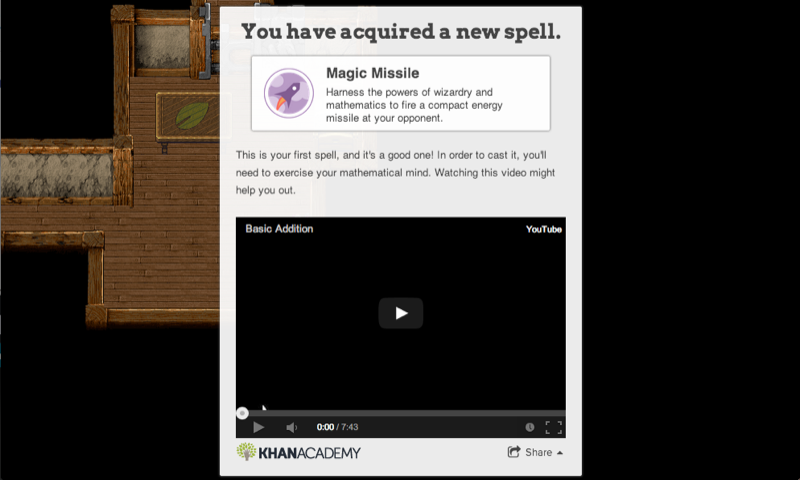 You have acquired a new spell.
Magic Missile
Harness the powers of wizardry and
mathematics to fire a compact energy
missile at your opponent.
This is your first spell, and it's a good one! In order to cast it, you'll
need to exercise your mathematical mind. Watching this video might
help you out.
Basic Addition YouTube
0:00 / 7:43
KHANACADEMY Share